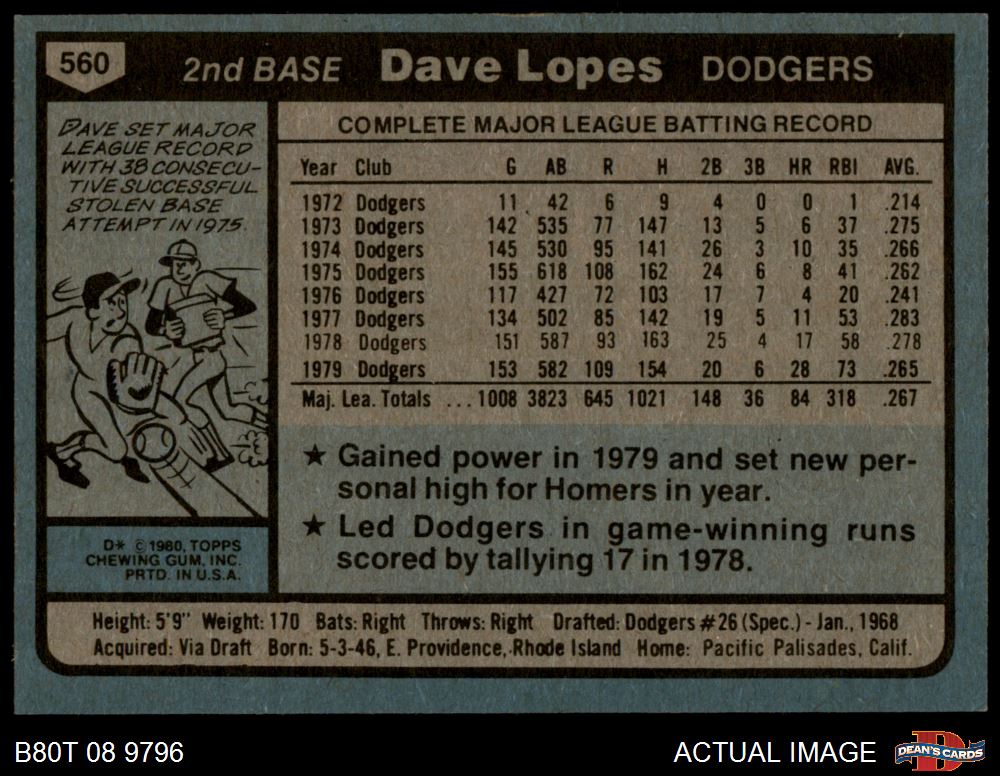 560 2nd BASE Dave Lopes DODGERS
DAVE SET MAJOR
LEAGUE RECORD
WITH 38 CONSECU-
TIVE SUCCESSFUL
STOLEN BASE
ATTEMPT IN 1975.
D* © 1980, TOPPS
CHEWING GUM, INC.
PRTD. IN U.S.A.
COMPLETE MAJOR LEAGUE BATTING RECORD
Year Club G AB R H 2B 3B HR RBI AVG.
1972 Dodgers 11 42 6 9 4 0 0 1 .214
1973 Dodgers 142 535 77 147 13 5 6 37 .275
1974 Dodgers 145 530 95 141 26 3 10 35 .266
1975 Dodgers 155 618 108 162 24 6 8 41 .262
1976 Dodgers 117 427 72 103 17 7 4 20 .241
1977 Dodgers 134 502 85 142 19 5 11 53 .283
1978 Dodgers 151 587 93 163 25 4 17 58 .278
1979 Dodgers 153 582 109 154 20 6 28 73 .265
Maj. Lea. Totals ... 1008 3823 645 1021 148 36 84 318 .267
★ Gained power in 1979 and set new per-
sonal high for Homers in year.
★ Led Dodgers in game-winning runs
scored by tallying 17 in 1978.
Height: 5'9" Weight: 170 Bats: Right Throws: Right Drafted: Dodgers #26 (Spec.) - Jan., 1968
Acquired: Via Draft Born: 5-3-46, E. Providence, Rhode Island Home: Pacific Palisades, Calif.
B80T 08 9796 ACTUAL IMAGE DEAN'S CARDS